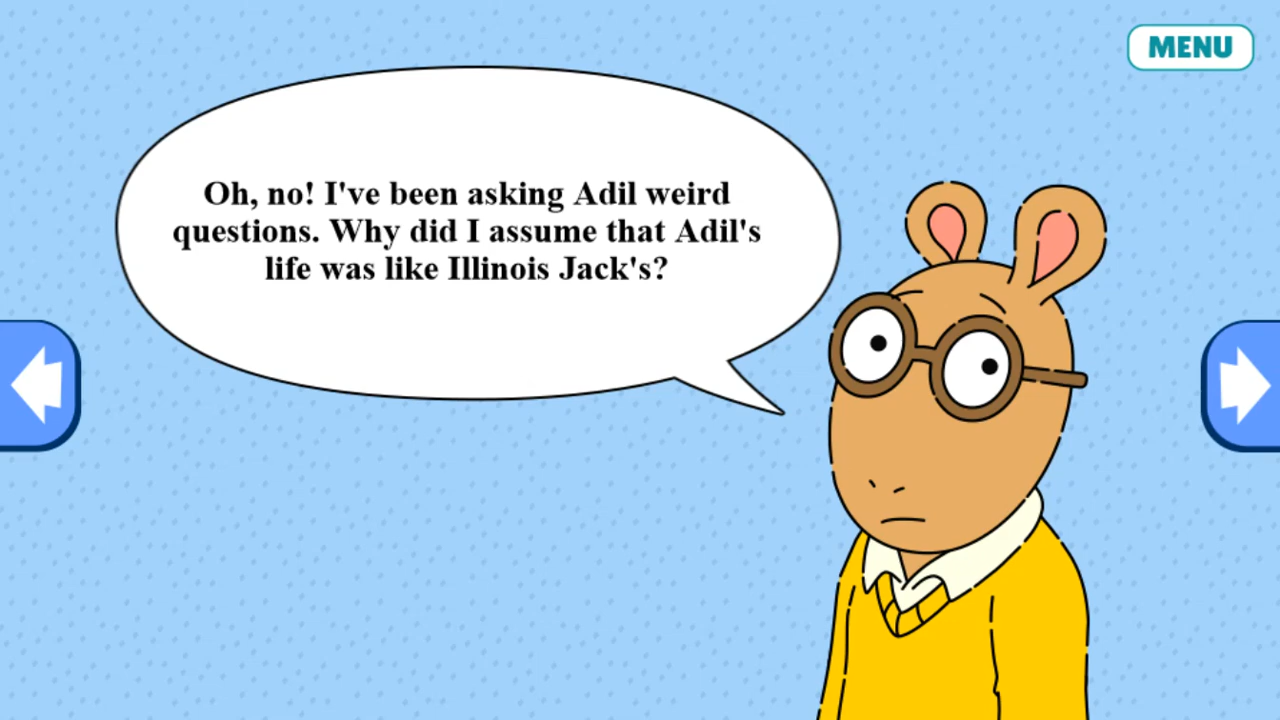 MENU
Oh, no! I've been asking Adil weird
questions. Why did I assume that Adil's
life was like Illinois Jack's?